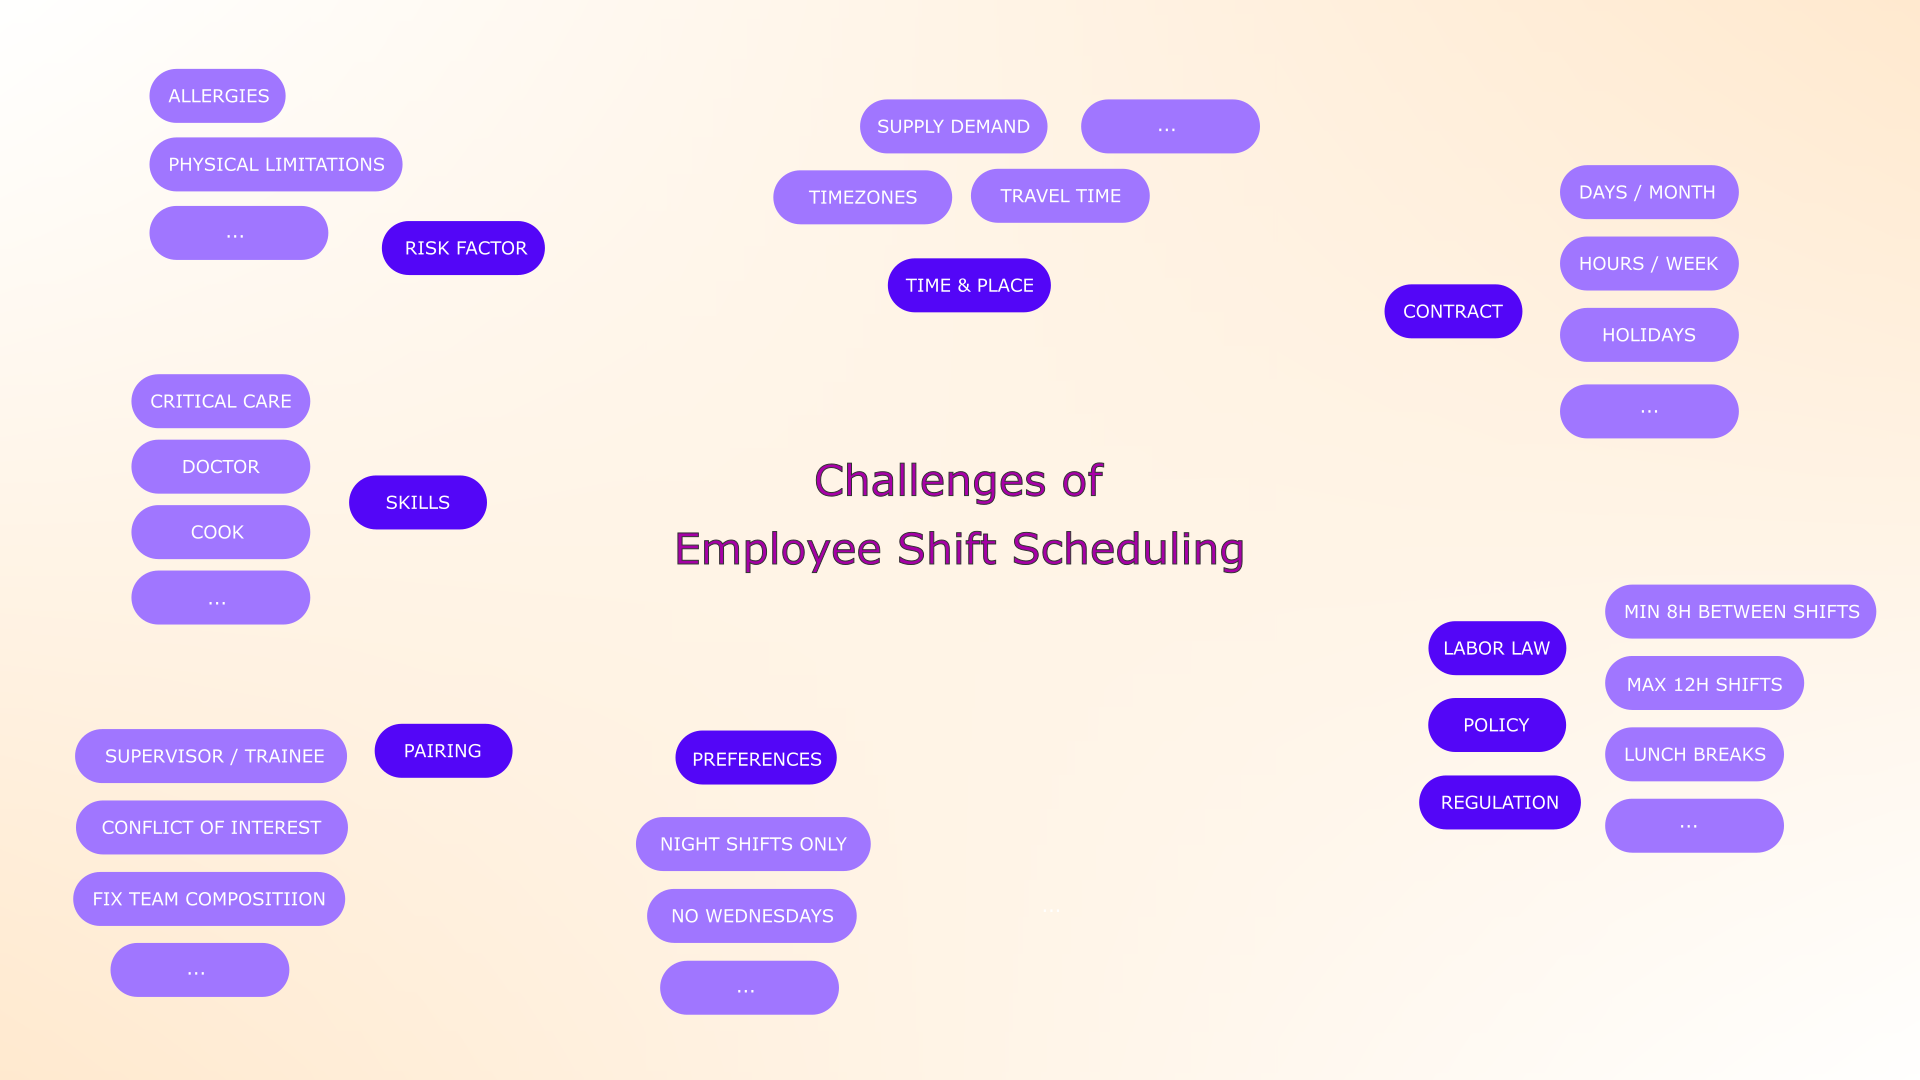 ALLERGIES
PHYSICAL LIMITATIONS
...
RISK FACTOR
SUPPLY DEMAND
...
TIMEZONES
TRAVEL TIME
TIME & PLACE
DAYS / MONTH
HOURS / WEEK
CONTRACT
HOLIDAYS
...
CRITICAL CARE
DOCTOR
SKILLS
COOK
...
Challenges of
Employee Shift Scheduling
MIN 8H BETWEEN SHIFTS
LABOR LAW
MAX 12H SHIFTS
POLICY
LUNCH BREAKS
REGULATION
...
SUPERVISOR / TRAINEE
PAIRING
CONFLICT OF INTEREST
FIX TEAM COMPOSITIION
...
PREFERENCES
NIGHT SHIFTS ONLY
NO WEDNESDAYS
...